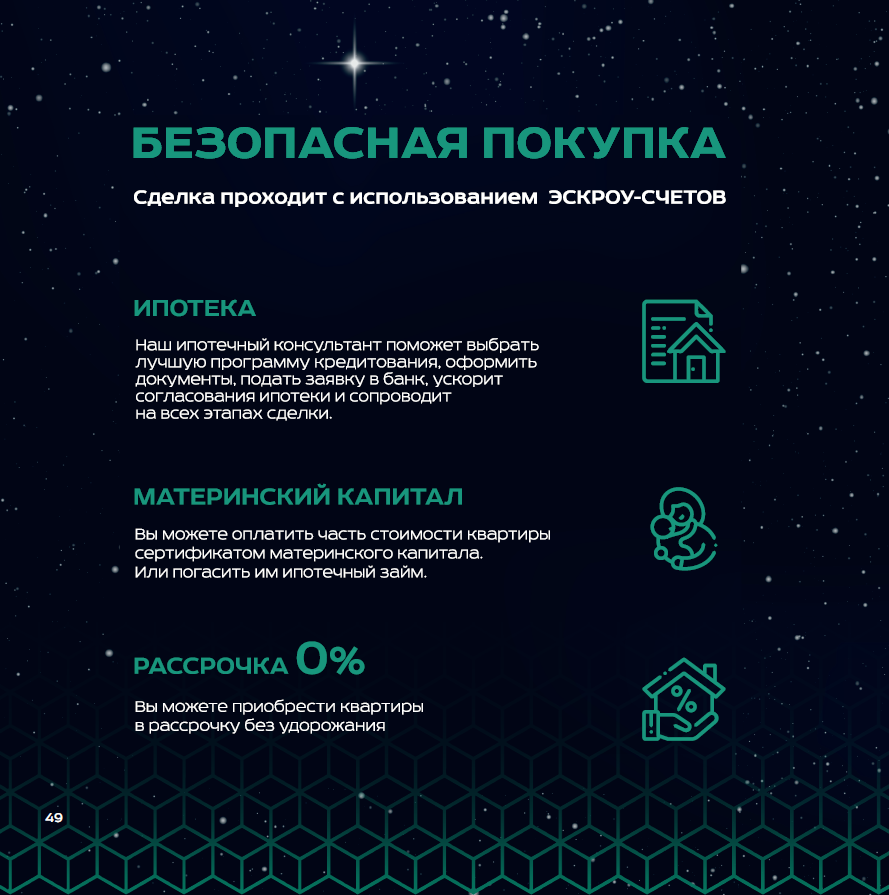 БЕЗОПАСНАЯ ПОКУПКА
Сделка проходит с использованием ЭСКРОУ-СЧЕТОВ
ИПОТЕКА
Наш ипотечный консультант поможет выбрать
лучшую программу кредитования, оформить
документы, подать заявку в банк, ускорит
согласования ипотеки и сопроводит
на всех этапах сделки.
МАТЕРИНСКИЙ КАПИТАЛ
Вы можете оплатить часть стоимости квартиры
сертификатом материнского капитала.
Или погасить им ипотечный займ.
РАССРОЧКА 0%
Вы можете приобрести квартиры
в рассрочку без удорожания
49